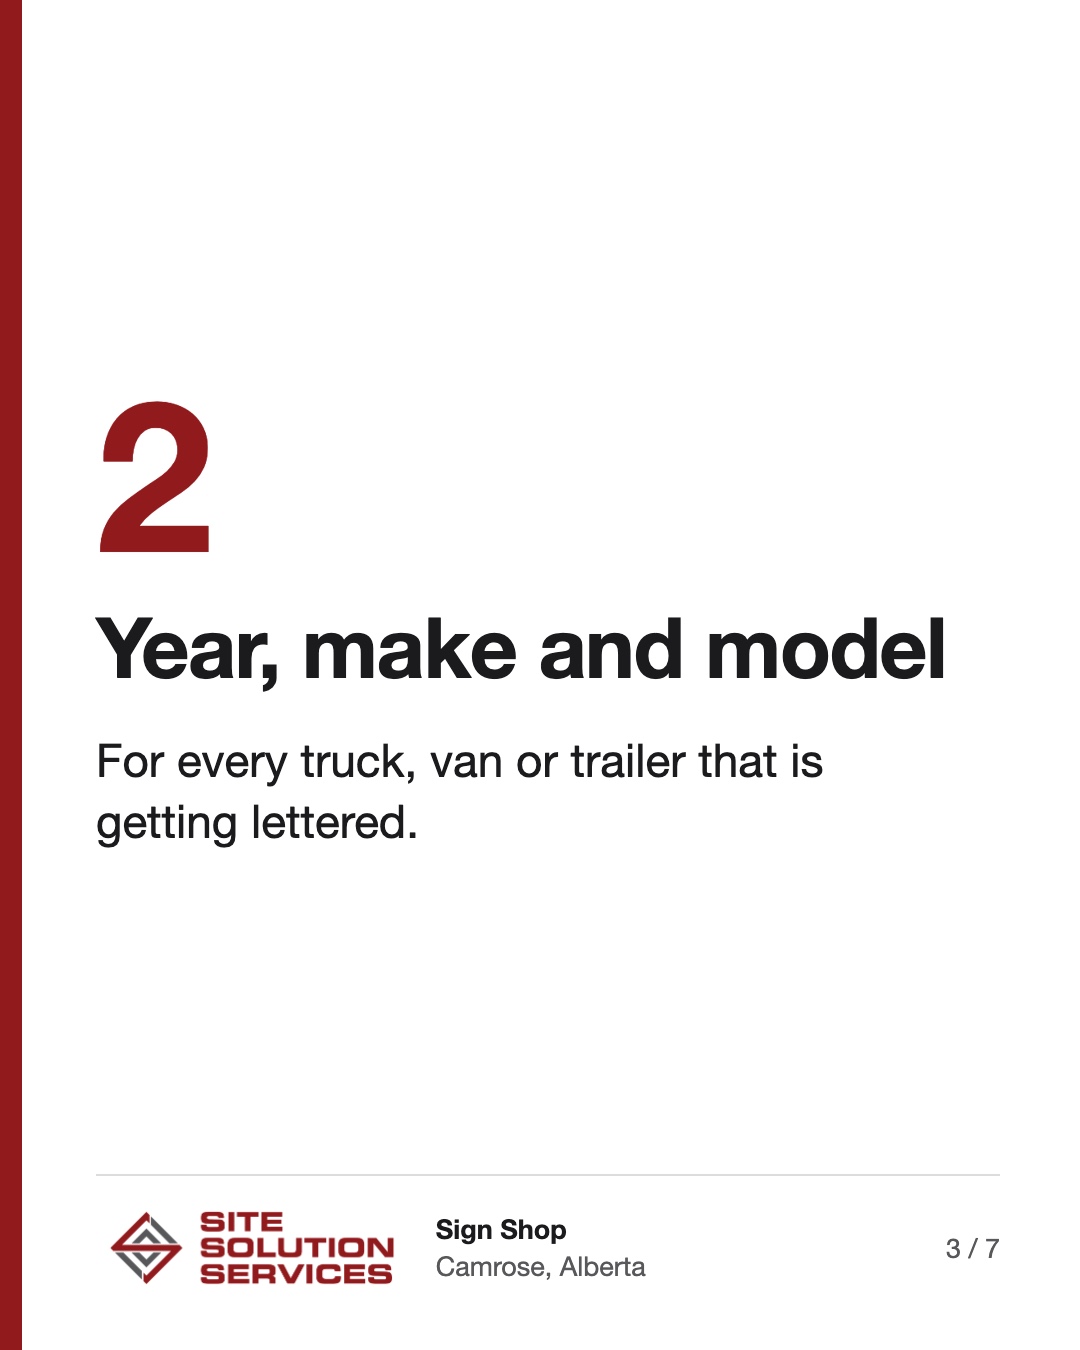 2
Year, make and model
For every truck, van or trailer that is
getting lettered.
SITE
SOLUTION
SERVICES
Sign Shop
Camrose, Alberta
3 / 7